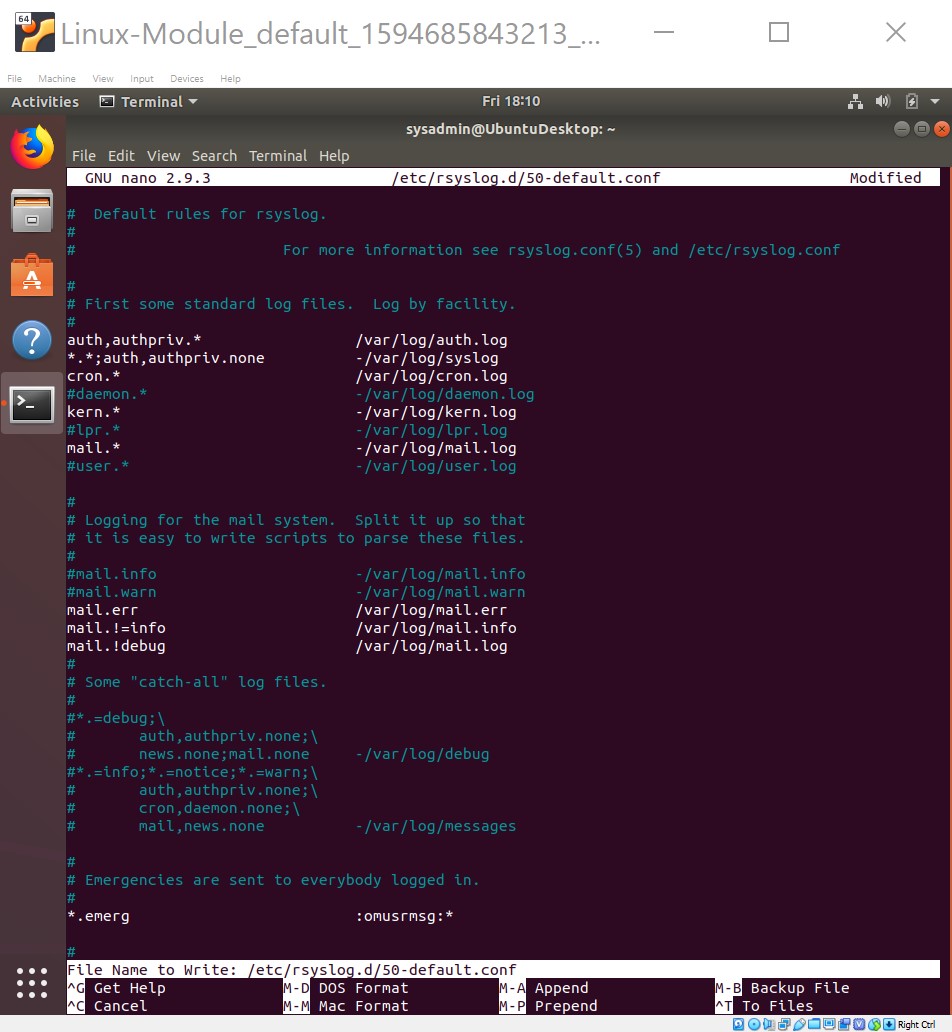 64
Linux-Module_default_1594685843213_...
File Machine View Input Devices Help
Activities Terminal Fri 18:10
sysadmin@UbuntuDesktop: ~
File Edit View Search Terminal Help
GNU nano 2.9.3 /etc/rsyslog.d/50-default.conf Modified
# Default rules for rsyslog.
#
# For more information see rsyslog.conf(5) and /etc/rsyslog.conf
#
# First some standard log files. Log by facility.
#
auth,authpriv.* /var/log/auth.log
*.*;auth,authpriv.none -/var/log/syslog
cron.* /var/log/cron.log
#daemon.* -/var/log/daemon.log
kern.* -/var/log/kern.log
#lpr.* -/var/log/lpr.log
mail.* -/var/log/mail.log
#user.* -/var/log/user.log
#
# Logging for the mail system. Split it up so that
# it is easy to write scripts to parse these files.
#
#mail.info -/var/log/mail.info
#mail.warn -/var/log/mail.warn
mail.err /var/log/mail.err
mail.!=info /var/log/mail.info
mail.!debug /var/log/mail.log
#
# Some "catch-all" log files.
#
#*.=debug;\
# auth,authpriv.none;\
# news.none;mail.none -/var/log/debug
#*.=info;*.=notice;*.=warn;\
# auth,authpriv.none;\
# cron,daemon.none;\
# mail,news.none -/var/log/messages
#
# Emergencies are sent to everybody logged in.
#
*.emerg :omusrmsg:*
#
File Name to Write: /etc/rsyslog.d/50-default.conf
^G Get Help M-D DOS Format M-A Append M-B Backup File
^C Cancel M-M Mac Format M-P Prepend ^T To Files
Right Ctrl